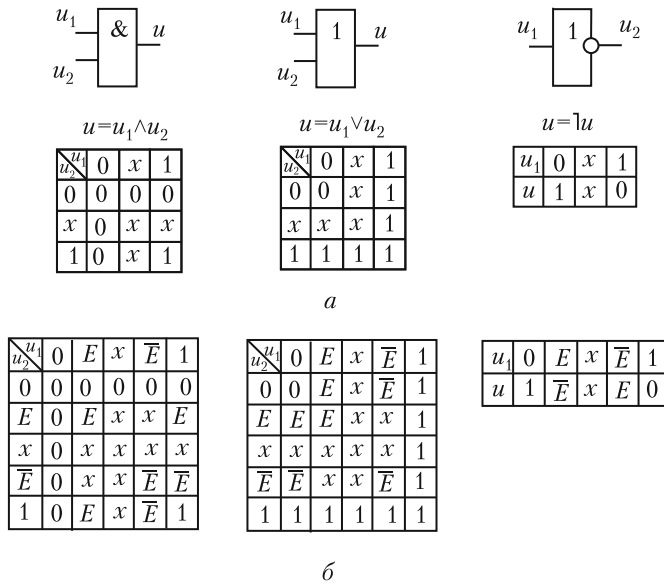 u₁ & u
u₂
u=u₁∧u₂
u₁ 1 u
u₂
u=u₁∨u₂
u₁ 1 u₂
u=⅂u
u₂ u₁ 0 x 1
0 0 0 0
x 0 x x
1 0 x 1
u₂ u₁ 0 x 1
0 0 x 1
x x x 1
1 1 1 1
u₁ 0 x 1
u 1 x 0
а
u₂ u₁ 0 E x E̅ 1
0 0 0 0 0 0
E 0 E x x E
x 0 x x x x
E̅ 0 x x E̅ E̅
1 0 E x E̅ 1
u₂ u₁ 0 E x E̅ 1
0 0 E x E̅ 1
E E E x x 1
x x x x x 1
E̅ E̅ x x E̅ 1
1 1 1 1 1 1
u₁ 0 E x E̅ 1
u 1 E̅ x E 0
б